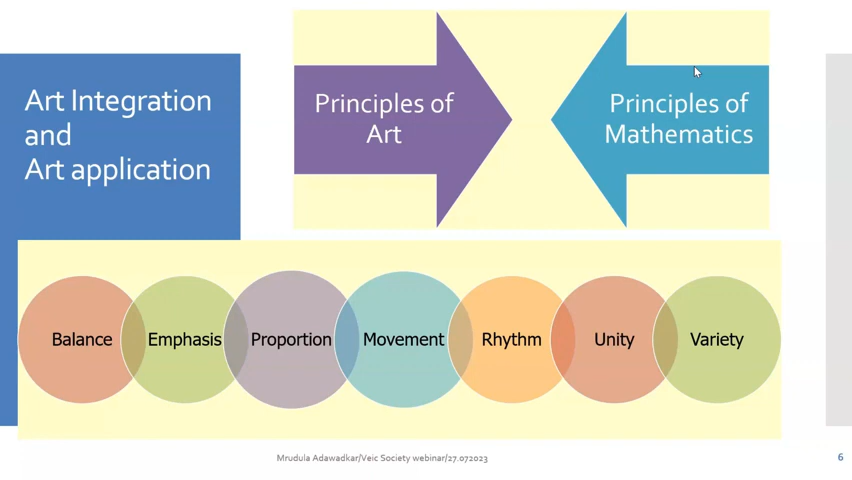 Art Integration
and
Art application
Principles of
Art
Principles of
Mathematics
Balance
Emphasis
Proportion
Movement
Rhythm
Unity
Variety
Mrudula Adawadkar/Veic Society webinar/27.072023
6